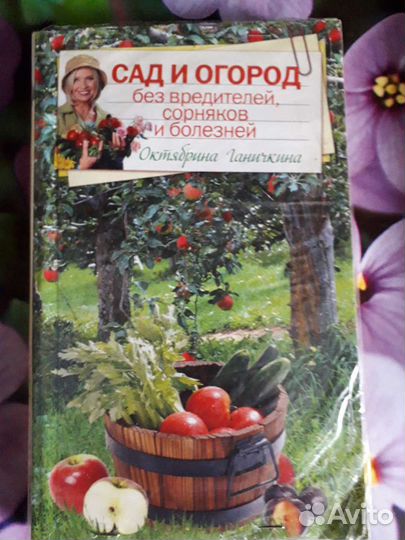 САД И ОГОРОД
без вредителей,
сорняков
и болезней
Октябрина Ганичкина
Avito